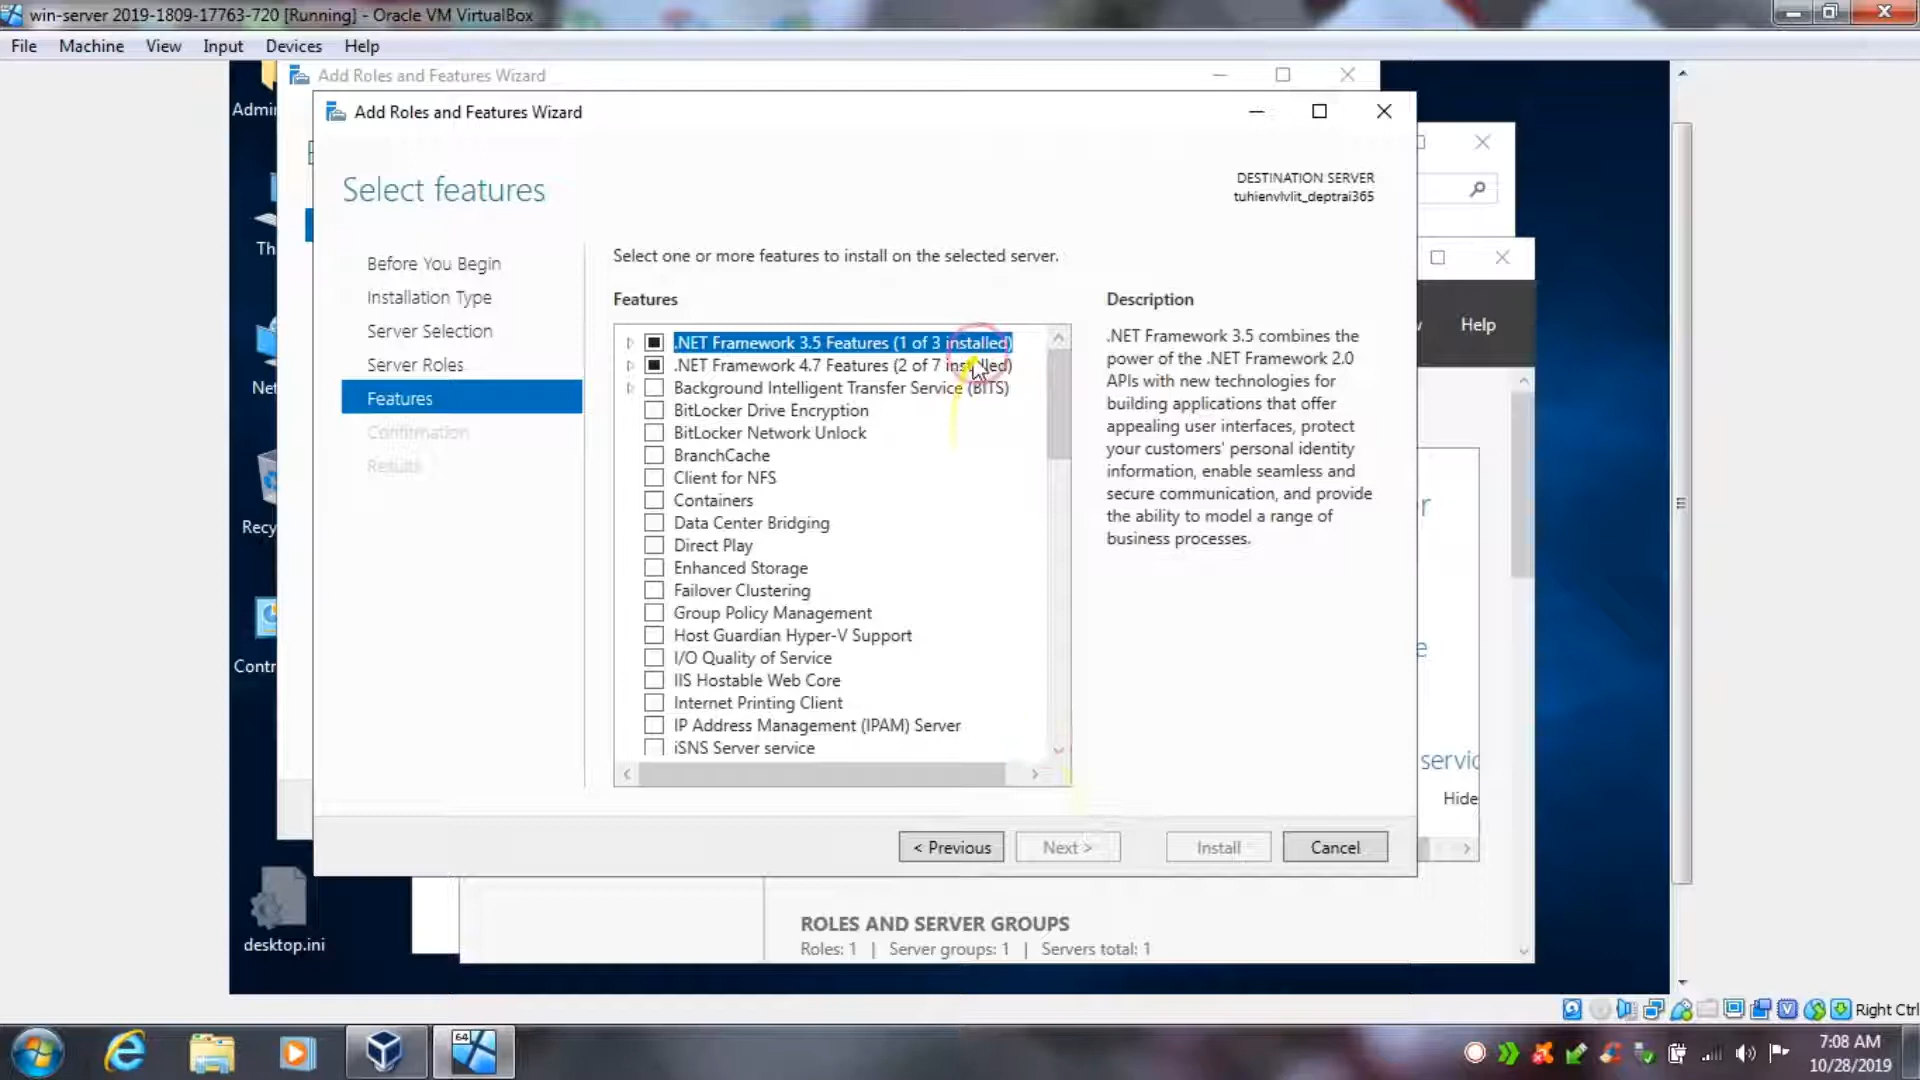 win-server 2019-1809-17763-720 [Running] - Oracle VM VirtualBox
File Machine View Input Devices Help
Add Roles and Features Wizard
Add Roles and Features Wizard
Select features
DESTINATION SERVER
tuhienvlvlit_deptrai365
Before You Begin
Installation Type
Server Selection
Server Roles
Features
Confirmation
Results
Select one or more features to install on the selected server.
Features
.NET Framework 3.5 Features (1 of 3 installed)
.NET Framework 4.7 Features (2 of 7 installed)
Background Intelligent Transfer Service (BITS)
BitLocker Drive Encryption
BitLocker Network Unlock
BranchCache
Client for NFS
Containers
Data Center Bridging
Direct Play
Enhanced Storage
Failover Clustering
Group Policy Management
Host Guardian Hyper-V Support
I/O Quality of Service
IIS Hostable Web Core
Internet Printing Client
IP Address Management (IPAM) Server
iSNS Server service
Description
.NET Framework 3.5 combines the
power of the .NET Framework 2.0
APIs with new technologies for
building applications that offer
appealing user interfaces, protect
your customers' personal identity
information, enable seamless and
secure communication, and provide
the ability to model a range of
business processes.
< Previous
Next >
Install
Cancel
Help
Hide
Admin
Th
Net
Recy
Contr
desktop.ini
ROLES AND SERVER GROUPS
Roles: 1 | Server groups: 1 | Servers total: 1
Right Ctrl
64
7:08 AM
10/28/2019